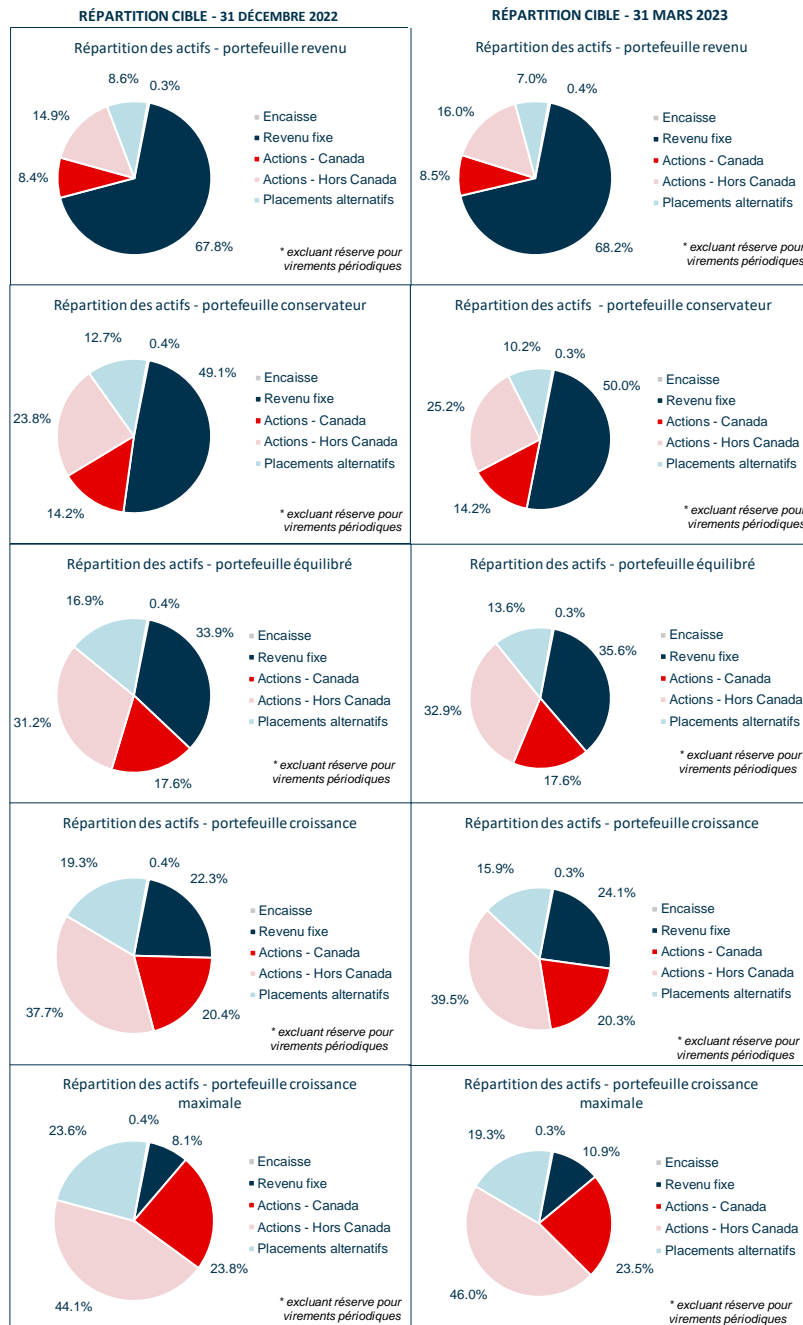 RÉPARTITION CIBLE - 31 DÉCEMBRE 2022
RÉPARTITION CIBLE - 31 MARS 2023
Répartition des actifs - portefeuille revenu
8.6%
0.3%
14.9%
8.4%
67.8%
Encaisse
Revenu fixe
Actions - Canada
Actions - Hors Canada
Placements alternatifs
* excluant réserve pour
virements périodiques
Répartition des actifs - portefeuille revenu
7.0%
0.4%
16.0%
8.5%
68.2%
Encaisse
Revenu fixe
Actions - Canada
Actions - Hors Canada
Placements alternatifs
* excluant réserve pour
virements périodiques
Répartition des actifs - portefeuille conservateur
12.7%
0.4%
49.1%
23.8%
14.2%
Encaisse
Revenu fixe
Actions - Canada
Actions - Hors Canada
Placements alternatifs
* excluant réserve pour
virements périodiques
Répartition des actifs - portefeuille conservateur
10.2%
0.3%
50.0%
25.2%
14.2%
Encaisse
Revenu fixe
Actions - Canada
Actions - Hors Canada
Placements alternatifs
* excluant réserve pour
virements périodiques
Répartition des actifs - portefeuille équilibré
16.9%
0.4%
33.9%
31.2%
17.6%
Encaisse
Revenu fixe
Actions - Canada
Actions - Hors Canada
Placements alternatifs
* excluant réserve pour
virements périodiques
Répartition des actifs - portefeuille équilibré
13.6%
0.3%
35.6%
32.9%
17.6%
Encaisse
Revenu fixe
Actions - Canada
Actions - Hors Canada
Placements alternatifs
* excluant réserve pour
virements périodiques
Répartition des actifs - portefeuille croissance
19.3%
0.4%
22.3%
37.7%
20.4%
Encaisse
Revenu fixe
Actions - Canada
Actions - Hors Canada
Placements alternatifs
* excluant réserve pour
virements périodiques
Répartition des actifs - portefeuille croissance
15.9%
0.3%
24.1%
39.5%
20.3%
Encaisse
Revenu fixe
Actions - Canada
Actions - Hors Canada
Placements alternatifs
* excluant réserve pour
virements périodiques
Répartition des actifs - portefeuille croissance
maximale
23.6%
0.4%
8.1%
44.1%
23.8%
Encaisse
Revenu fixe
Actions - Canada
Actions - Hors Canada
Placements alternatifs
* excluant réserve pour
virements périodiques
Répartition des actifs - portefeuille croissance
maximale
19.3%
0.3%
10.9%
46.0%
23.5%
Encaisse
Revenu fixe
Actions - Canada
Actions - Hors Canada
Placements alternatifs
* excluant réserve pour
virements périodiques